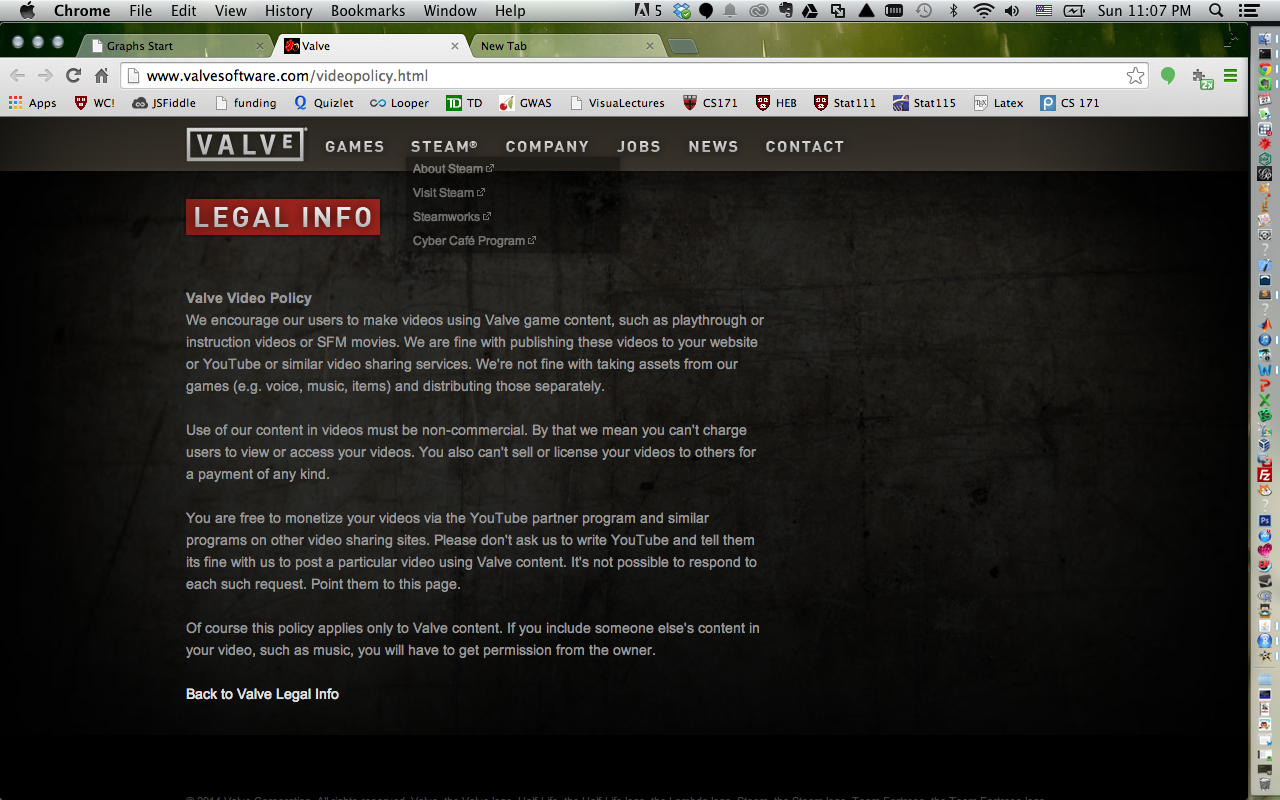 Chrome File Edit View History Bookmarks Window Help 5 Sun 11:07 PM
Graphs Start Valve New Tab
www.valvesoftware.com/videopolicy.html
Apps WC! JSFiddle funding Quizlet Looper TD TD GWAS VisuaLectures CS171 HEB Stat111 Stat115 Latex CS 171
VALVE GAMES STEAM® COMPANY JOBS NEWS CONTACT
About Steam
Visit Steam
Steamworks
Cyber Café Program
LEGAL INFO
Valve Video Policy
We encourage our users to make videos using Valve game content, such as playthrough or
instruction videos or SFM movies. We are fine with publishing these videos to your website
or YouTube or similar video sharing services. We're not fine with taking assets from our
games (e.g. voice, music, items) and distributing those separately.
Use of our content in videos must be non-commercial. By that we mean you can't charge
users to view or access your videos. You also can't sell or license your videos to others for
a payment of any kind.
You are free to monetize your videos via the YouTube partner program and similar
programs on other video sharing sites. Please don't ask us to write YouTube and tell them
its fine with us to post a particular video using Valve content. It's not possible to respond to
each such request. Point them to this page.
Of course this policy applies only to Valve content. If you include someone else's content in
your video, such as music, you will have to get permission from the owner.
Back to Valve Legal Info